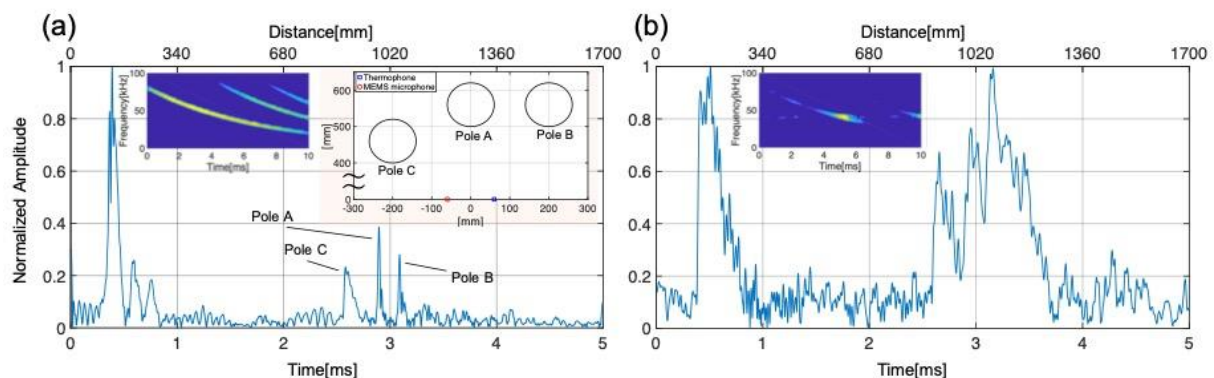 (a)
Distance[mm]
0 340 680 1020 1360 1700
Normalized Amplitude
1
0.8
0.6
0.4
0.2
0
0 1 2 3 4 5
Time[ms]
Frequency[kHz]
100
50
0
0 2 4 6 8 10
Time[ms]
Thermophone
MEMS microphone
[mm]
600
500
400
0
Pole A
Pole B
Pole C
-300 -200 -100 0 100 200 300
[mm]
Pole A
Pole C
Pole B
(b)
Distance[mm]
0 340 680 1020 1360 1700
1
0.8
0.6
0.4
0.2
0
0 1 2 3 4 5
Time[ms]
Frequency[kHz]
100
50
0
0 2 4 6 8 10
Time[ms]